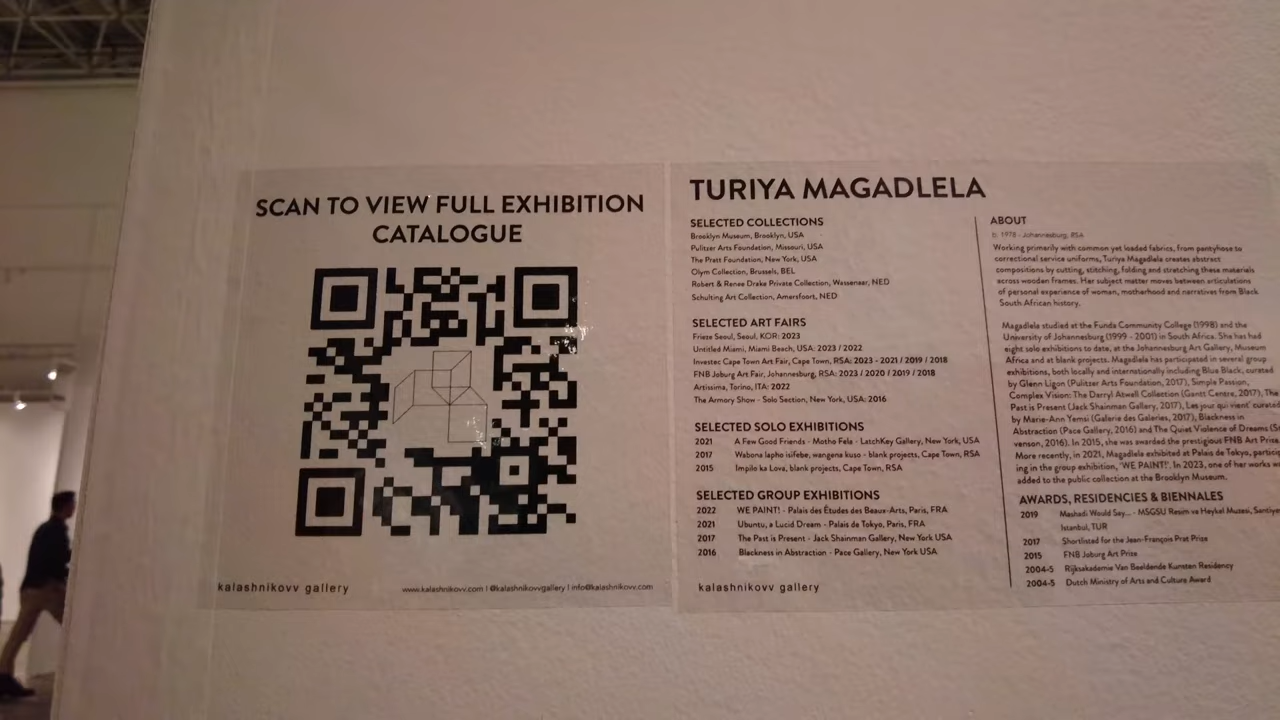 SCAN TO VIEW FULL EXHIBITION
CATALOGUE
kalashnikovv gallery
www.kalashnikovv.com | @kalashnikovvgallery | info@kalashnikovv.com
TURIYA MAGADLELA
SELECTED COLLECTIONS
Brooklyn Museum, Brooklyn, USA
Pulitzer Arts Foundation, Missouri, USA
The Pratt Foundation, New York, USA
Olym Collection, Brussels, BEL
Robert & Renee Drake Private Collection, Wassenaar, NED
Schulting Art Collection, Amersfoort, NED
SELECTED ART FAIRS
Frieze Seoul, Seoul, KOR: 2023
Untitled Miami, Miami Beach, USA: 2023 / 2022
Investec Cape Town Art Fair, Cape Town, RSA: 2023 - 2021 / 2019 / 2018
FNB Joburg Art Fair, Johannesburg, RSA: 2023 / 2020 / 2019 / 2018
Artissima, Torino, ITA: 2022
The Armory Show - Solo Section, New York, USA: 2016
SELECTED SOLO EXHIBITIONS
2021 A Few Good Friends - Motho Fela - LatchKey Gallery, New York, USA
2017 Wabona lapho isifebe, wangena kuso - blank projects, Cape Town, RSA
2015 Impilo ka Lova, blank projects, Cape Town, RSA
SELECTED GROUP EXHIBITIONS
2022 WE PAINT! - Palais des Études des Beaux-Arts, Paris, FRA
2021 Ubuntu, a Lucid Dream - Palais de Tokyo, Paris, FRA
2017 The Past is Present - Jack Shainman Gallery, New York USA
2016 Blackness in Abstraction - Pace Gallery, New York USA
kalashnikovv gallery
ABOUT
b. 1978 - Johannesburg, RSA
Working primarily with common yet loaded fabrics, from pantyhose to
correctional service uniforms, Turiya Magadlela creates abstract
compositions by cutting, stitching, folding and stretching these materials
across wooden frames. Her subject matter moves between articulations
of personal experience of woman, motherhood and narratives from Black
South African history.
Magadlela studied at the Funda Community College (1998) and the
University of Johannesburg (1999 - 2001) in South Africa. She has had
eight solo exhibitions to date, at the Johannesburg Art Gallery, Museum
Africa and at blank projects. Magadlela has participated in several group
exhibitions, both locally and internationally including Blue Black, curated
by Glenn Ligon (Pulitzer Arts Foundation, 2017), Simple Passion,
Complex Vision: The Darryl Atwell Collection (Gantt Centre, 2017), The
Past is Present (Jack Shainman Gallery, 2017), Les jour qui vient' curated
by Marie-Ann Yemsi (Galerie des Galeries, 2017), Blackness in
Abstraction (Pace Gallery, 2016) and The Quiet Violence of Dreams (
venson, 2016). In 2015, she was awarded the prestigious FNB Art Prize.
More recently, in 2021, Magadlela exhibited at Palais de Tokyo, particip
ing in the group exhibition, 'WE PAINT!'. In 2023, one of her works
added to the public collection at the Brooklyn Museum.
AWARDS, RESIDENCIES & BIENNALES
2019 Mashadi Would Say... - MSGSU Resim ve Heykel Muzesi,
Istanbul, TUR
2017 Shortlisted for the Jean-François Prat Prize
2015 FNB Joburg Art Prize
2004-5 Rijksakademie Van Beeldende Kunsten Residency
2004-5 Dutch Ministry of Arts and Culture Award